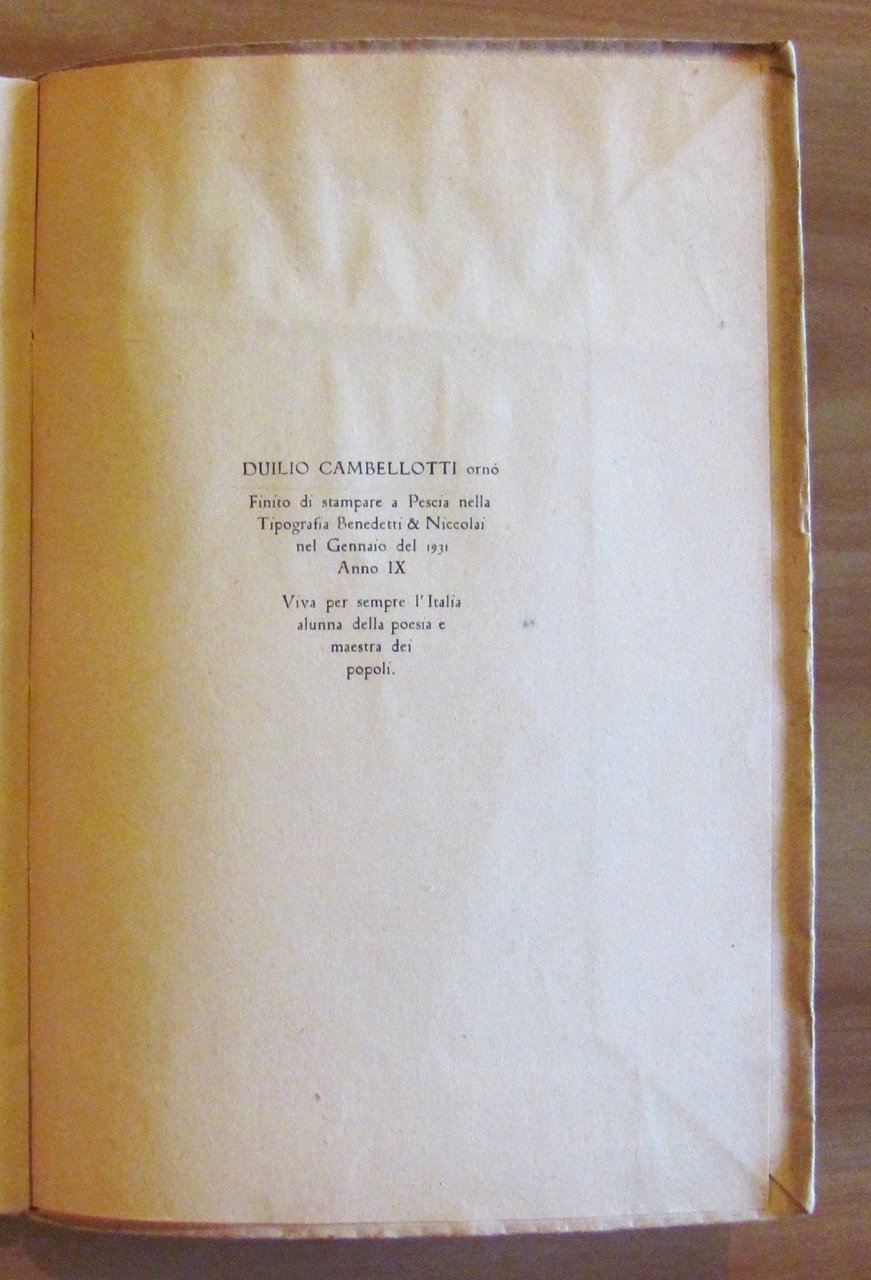 DUILIO CAMBELLOTTI ornó
Finito di stampare a Pescia nella
Tipografia Benedetti & Niccolai
nel Gennaio del 1931
Anno IX
Viva per sempre l'Italia
alunna della poesia e
maestra dei
popoli.